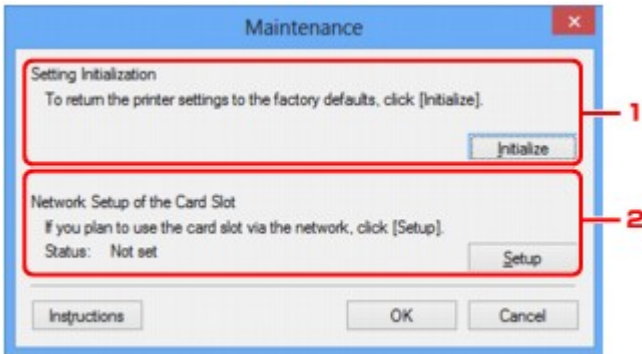 Maintenance
Setting Initialization
To return the printer settings to the factory defaults, click [Initialize].
Initialize
1
Network Setup of the Card Slot
If you plan to use the card slot via the network, click [Setup].
Status: Not set
Setup
2
Instructions OK Cancel